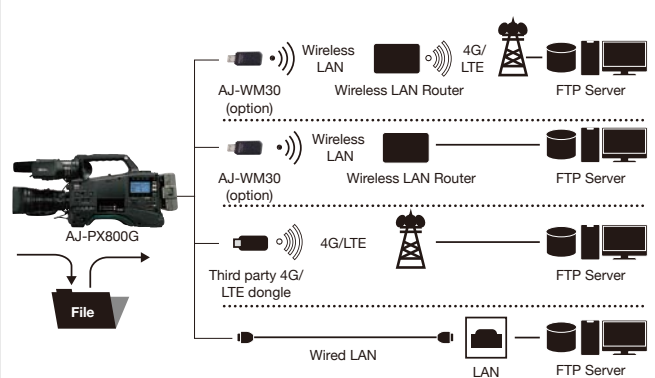 Wireless
LAN
4G/
LTE
AJ-WM30
(option)
Wireless LAN Router
FTP Server
Wireless
LAN
AJ-WM30
(option)
Wireless LAN Router
FTP Server
AJ-PX800G
4G/LTE
Third party 4G/
LTE dongle
FTP Server
File
Wired LAN
LAN
FTP Server